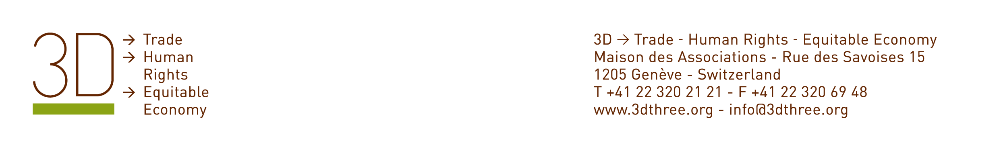 3D
→ Trade
→ Human
Rights
→ Equitable
Economy
3D → Trade - Human Rights - Equitable Economy
Maison des Associations - Rue des Savoises 15
1205 Genève - Switzerland
T +41 22 320 21 21 - F +41 22 320 69 48
www.3dthree.org - info@3dthree.org